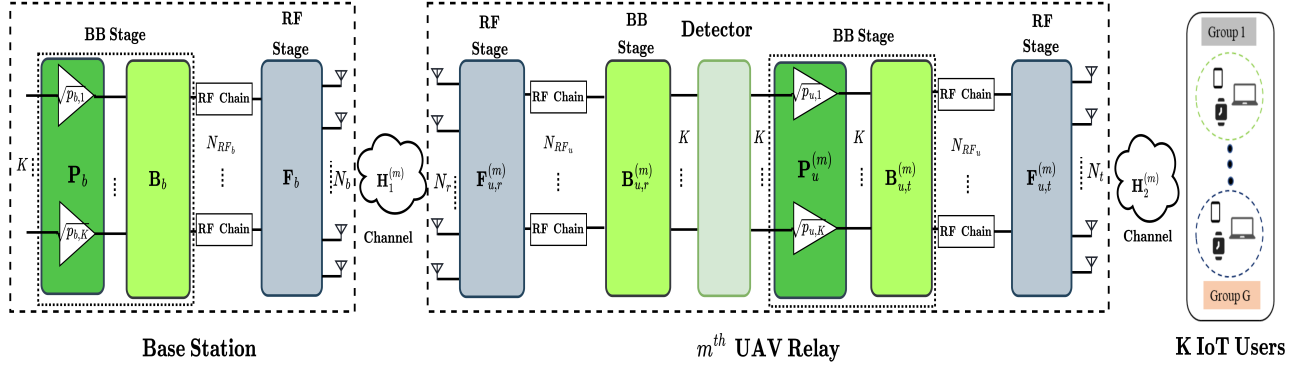 BB Stage
RF
Stage
√p_{b,1}
K
P_b
B_b
RF Chain
N_{RF_b}
RF Chain
F_b
N_b
√p_{b,K}
Base Station
H_1^{(m)}
Channel
RF
Stage
N_r
F_{u,r}^{(m)}
RF Chain
N_{RF_u}
RF Chain
BB
Stage
B_{u,r}^{(m)}
K
Detector
K
BB Stage
√p_{u,1}
P_u^{(m)}
√p_{u,K}
K
B_{u,t}^{(m)}
RF Chain
N_{RF_u}
RF Chain
RF
Stage
F_{u,t}^{(m)}
N_t
m^{th} UAV Relay
H_2^{(m)}
Channel
Group 1
Group G
K IoT Users